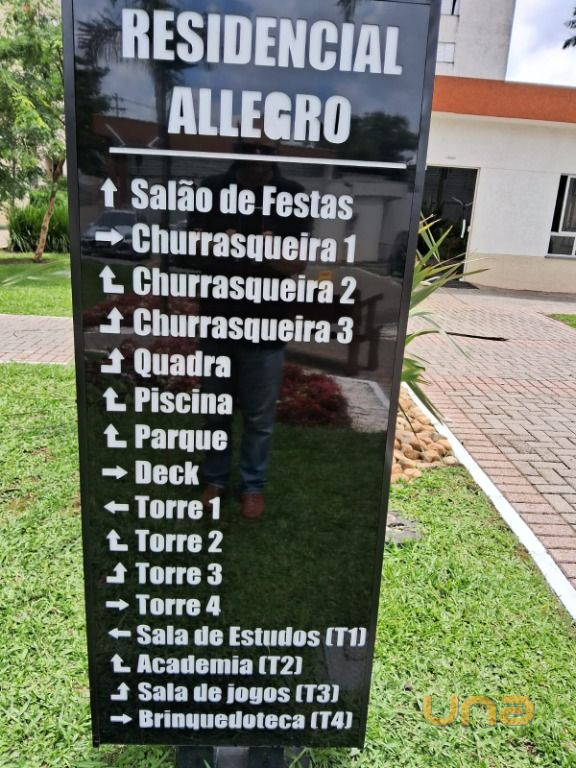 RESIDENCIAL
ALLEGRO
Salão de Festas
Churrasqueira 1
Churrasqueira 2
Churrasqueira 3
Quadra
Piscina
Parque
Deck
Torre 1
Torre 2
Torre 3
Torre 4
Sala de Estudos (T1)
Academia (T2)
Sala de jogos (T3)
Brinquedoteca (T4)
una